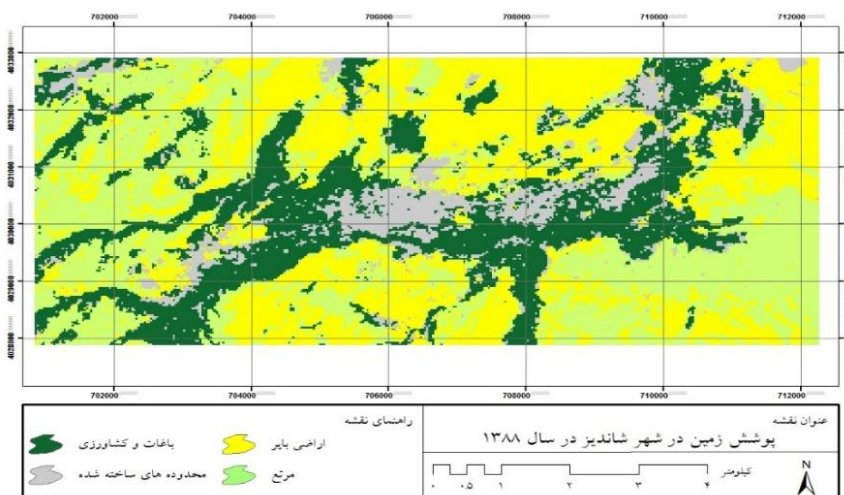 702000 704000 706000 708000 710000 712000
4033000
4032000
4031000
4030000
4029000
4028000
702000 704000 706000 708000 710000 712000
عنوان نقشه
پوشش زمین در شهر شاندیز در سال ۱۳۸۸
کیلومتر
۰ ۰.۵ ۱ ۲ ۳ ۴
N
راهنمای نقشه
اراضی بایر
باغات و کشاورزی
مرتع
محدوده های ساخته شده